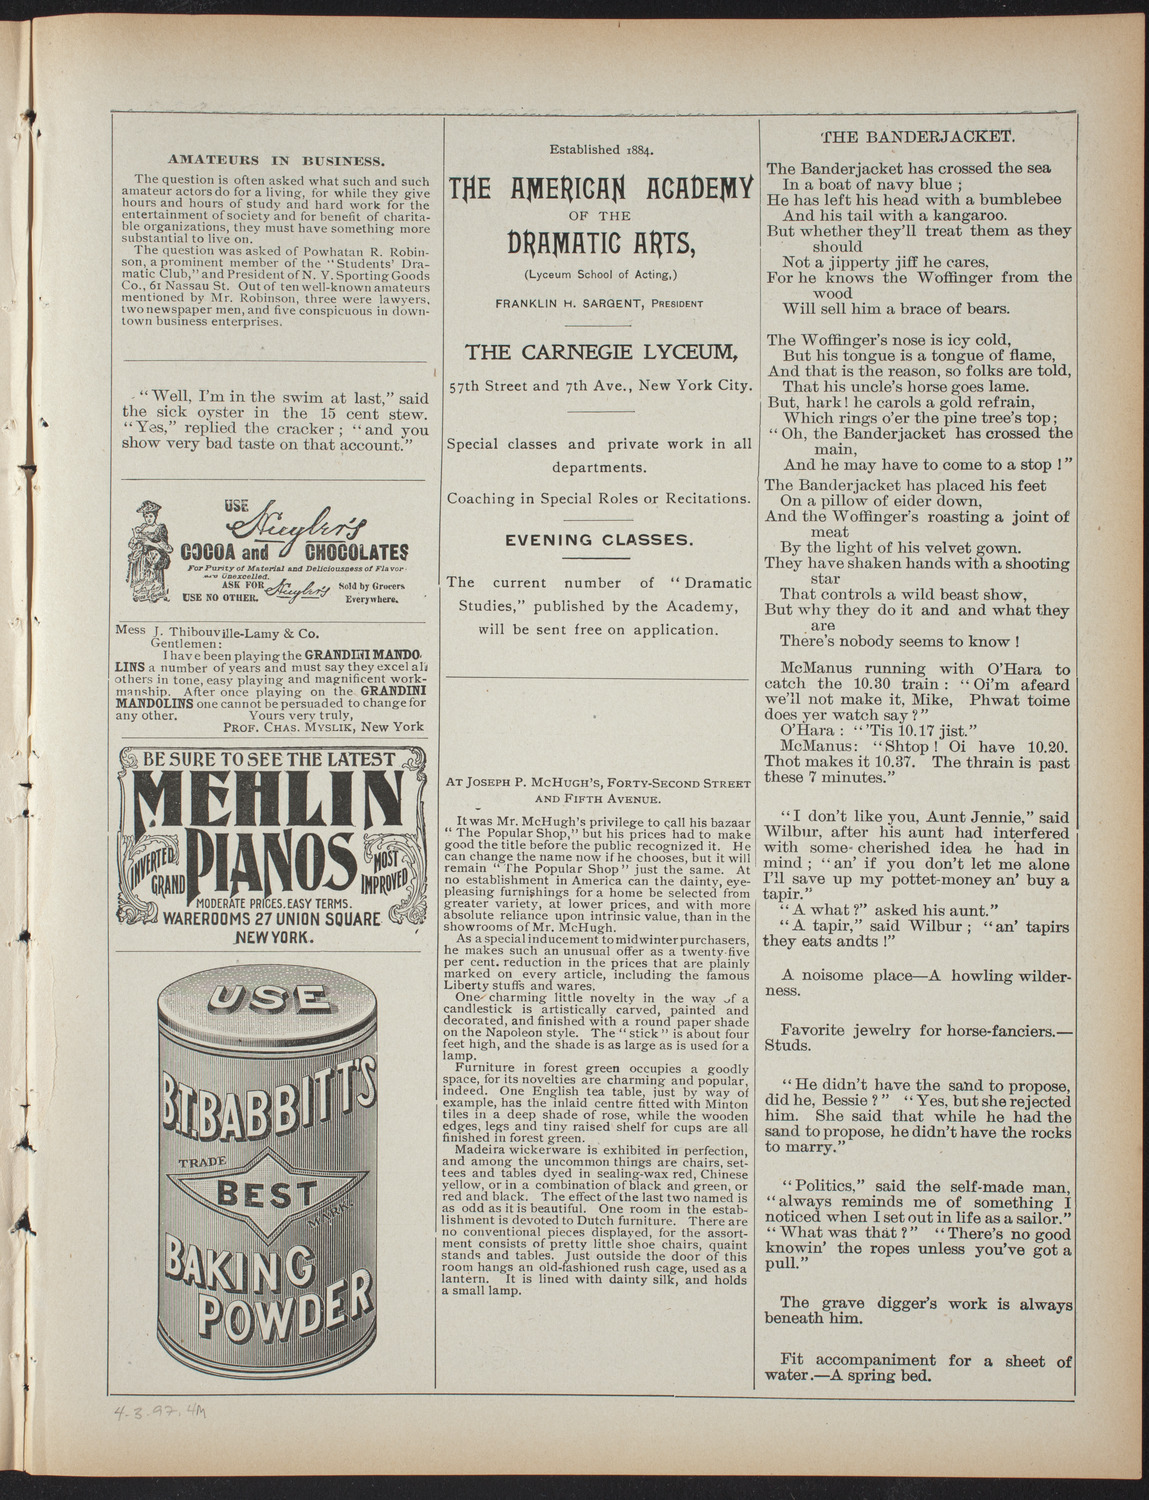 AMATEURS IN BUSINESS.
The question is often asked what such and such
amateur actors do for a living, for while they give
hours and hours of study and hard work for the
entertainment of society and for benefit of charita-
ble organizations, they must have something more
substantial to live on.
The question was asked of Powhatan R. Robin-
son, a prominent member of the "Students' Dra-
matic Club," and President of N. Y. Sporting Goods
Co., 61 Nassau St. Out of ten well-known amateurs
mentioned by Mr. Robinson, three were lawyers,
two newspaper men, and five conspicuous in down-
town business enterprises.
"Well, I'm in the swim at last," said
the sick oyster in the 15 cent stew.
"Yes," replied the cracker; "and you
show very bad taste on that account."
USE
Huyler's
COCOA and CHOCOLATES
For Purity of Material and Deliciousness of Flavor
are Unexcelled.
ASK FOR Huyler's Sold by Grocers
USE NO OTHER. Everywhere.
Mess J. Thibouville-Lamy & Co.
Gentlemen:
I have been playing the GRANDINI MANDO-
LINS a number of years and must say they excel all
others in tone, easy playing and magnificent work-
manship. After once playing on the GRANDINI
MANDOLINS one cannot be persuaded to change for
any other. Yours very truly,
PROF. CHAS. MYSLIK, New York
BE SURE TO SEE THE LATEST
MEHLIN
PIANOS
INVERTED
GRAND
MOST
IMPROVED
MODERATE PRICES. EASY TERMS.
WAREROOMS 27 UNION SQUARE
NEW YORK.
USE
B.T. BABBITT'S
TRADE
BEST
MARK.
BAKING
POWDER
4-3-97.4M
Established 1884.
THE AMERICAN ACADEMY
OF THE
DRAMATIC ARTS,
(Lyceum School of Acting,)
FRANKLIN H. SARGENT, PRESIDENT
THE CARNEGIE LYCEUM,
57th Street and 7th Ave., New York City.
Special classes and private work in all
departments.
Coaching in Special Roles or Recitations.
EVENING CLASSES.
The current number of "Dramatic
Studies," published by the Academy,
will be sent free on application.
AT JOSEPH P. MCHUGH'S, FORTY-SECOND STREET
AND FIFTH AVENUE.
It was Mr. McHugh's privilege to call his bazaar
"The Popular Shop," but his prices had to make
good the title before the public recognized it. He
can change the name now if he chooses, but it will
remain "The Popular Shop" just the same. At
no establishment in America can the dainty, eye-
pleasing furnishings for a home be selected from
greater variety, at lower prices, and with more
absolute reliance upon intrinsic value, than in the
showrooms of Mr. McHugh.
As a special inducement to midwinter purchasers,
he makes such an unusual offer as a twenty-five
per cent. reduction in the prices that are plainly
marked on every article, including the famous
Liberty stuffs and wares.
One charming little novelty in the way of a
candlestick is artistically carved, painted and
decorated, and finished with a round paper shade
on the Napoleon style. The "stick" is about four
feet high, and the shade is as large as is used for a
lamp.
Furniture in forest green occupies a goodly
space, for its novelties are charming and popular,
indeed. One English tea table, just by way of
example, has the inlaid centre fitted with Minton
tiles in a deep shade of rose, while the wooden
edges, legs and tiny raised shelf for cups are all
finished in forest green.
Madeira wickerware is exhibited in perfection,
and among the uncommon things are chairs, set-
tees and tables dyed in sealing-wax red, Chinese
yellow, or in a combination of black and green, or
red and black. The effect of the last two named is
as odd as it is beautiful. One room in the estab-
lishment is devoted to Dutch furniture. There are
no conventional pieces displayed, for the assort-
ment consists of pretty little shoe chairs, quaint
stands and tables. Just outside the door of this
room hangs an old-fashioned rush cage, used as a
lantern. It is lined with dainty silk, and holds
a small lamp.
THE BANDERJACKET.
The Banderjacket has crossed the sea
In a boat of navy blue;
He has left his head with a bumblebee
And his tail with a kangaroo.
But whether they'll treat them as they
should
Not a jipperty jiff he cares,
For he knows the Woffinger from the
wood
Will sell him a brace of bears.
The Woffinger's nose is icy cold,
But his tongue is a tongue of flame,
And that is the reason, so folks are told,
That his uncle's horse goes lame.
But, hark! he carols a gold refrain,
Which rings o'er the pine tree's top;
"Oh, the Banderjacket has crossed the
main,
And he may have to come to a stop!"
The Banderjacket has placed his feet
On a pillow of eider down,
And the Woffinger's roasting a joint of
meat
By the light of his velvet gown.
They have shaken hands with a shooting
star
That controls a wild beast show,
But why they do it and and what they
are
There's nobody seems to know!
McManus running with O'Hara to
catch the 10.30 train: "Oi'm afeard
we'll not make it, Mike, Phwat toime
does yer watch say?"
O'Hara: "'Tis 10.17 jist."
McManus: "Shtop! Oi have 10.20.
Thot makes it 10.37. The thrain is past
these 7 minutes."
"I don't like you, Aunt Jennie," said
Wilbur, after his aunt had interfered
with some cherished idea he had in
mind; "an' if you don't let me alone
I'll save up my pottet-money an' buy a
tapir."
"A what?" asked his aunt."
"A tapir," said Wilbur; "an' tapirs
they eats andts!"
A noisome place—A howling wilder-
ness.
Favorite jewelry for horse-fanciers.—
Studs.
"He didn't have the sand to propose,
did he, Bessie?" "Yes, but she rejected
him. She said that while he had the
sand to propose, he didn't have the rocks
to marry."
"Politics," said the self-made man,
"always reminds me of something I
noticed when I set out in life as a sailor."
"What was that?" "There's no good
knowin' the ropes unless you've got a
pull."
The grave digger's work is always
beneath him.
Fit accompaniment for a sheet of
water.—A spring bed.